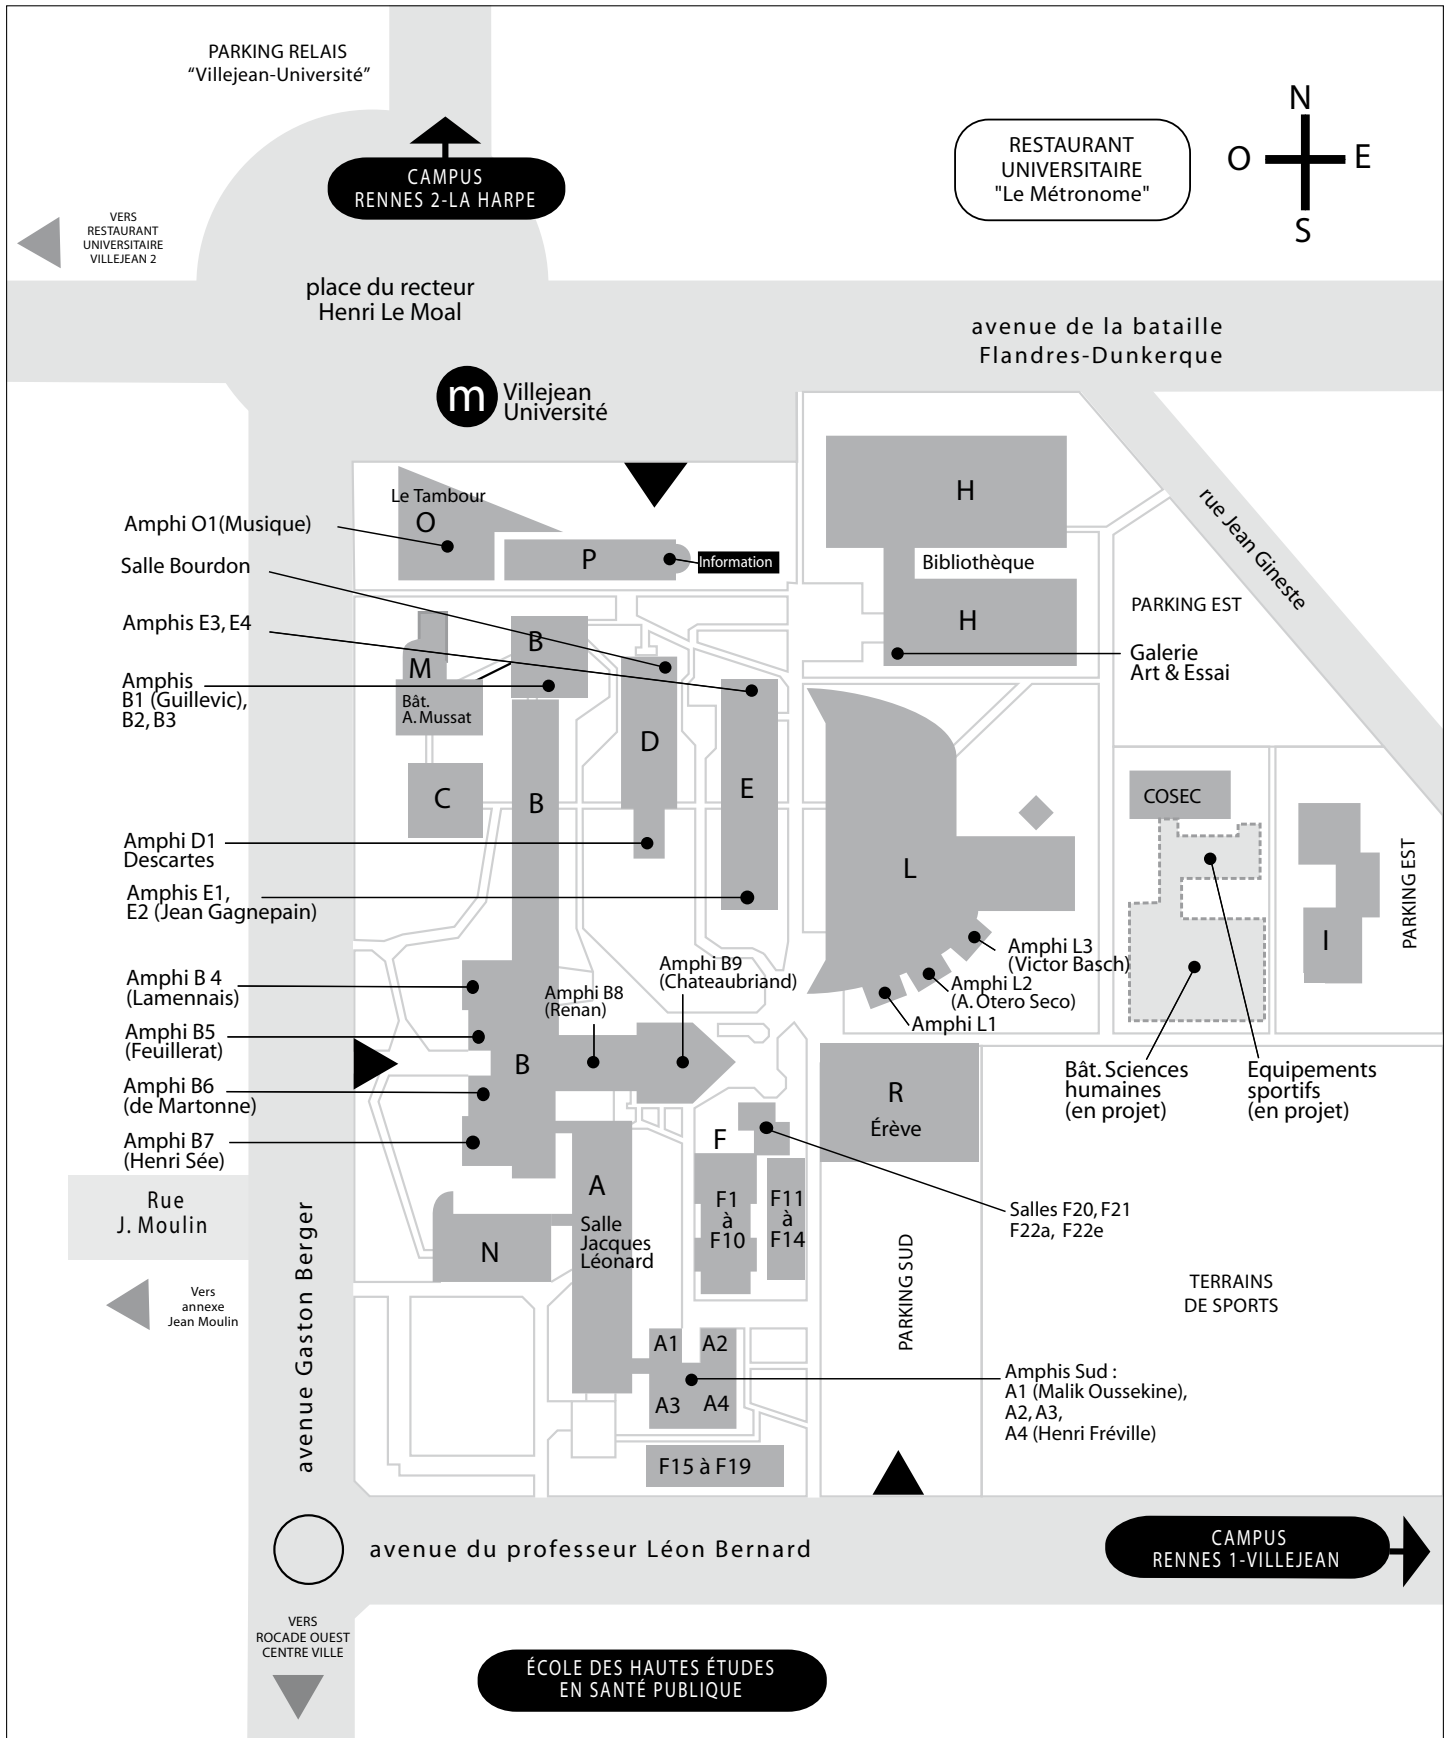 PARKING RELAIS
“Villejean-Université”
CAMPUS
RENNES 2-LA HARPE
RESTAURANT
UNIVERSITAIRE
"Le Métronome"
N
O
E
S
VERS
RESTAURANT
UNIVERSITAIRE
VILLEJEAN 2
place du recteur
Henri Le Moal
avenue de la bataille
Flandres-Dunkerque
m
Villejean
Université
rue Jean Gineste
Le Tambour
O
Amphi O1(Musique)
P
Information
H
Bibliothèque
H
Salle Bourdon
Amphis E3, E4
PARKING EST
Galerie
Art & Essai
B
M
Bât.
A. Mussat
Amphis
B1 (Guillevic),
B2, B3
D
E
C
B
COSEC
Amphi D1
Descartes
L
Amphis E1,
E2 (Jean Gagnepain)
PARKING EST
I
Amphi L3
(Victor Basch)
Amphi L2
(A. Otero Seco)
Amphi L1
Amphi B9
(Chateaubriand)
Amphi B8
(Renan)
Amphi B 4
(Lamennais)
Amphi B5
(Feuillerat)
B
Amphi B6
(de Martonne)
Amphi B7
(Henri Sée)
R
Érève
Bât. Sciences
humaines
(en projet)
Equipements
sportifs
(en projet)
F
A
Salle
Jacques
Léonard
F1
à
F10
F11
à
F14
Salles F20, F21
F22a, F22e
Rue
J. Moulin
N
Vers
annexe
Jean Moulin
avenue Gaston Berger
PARKING SUD
TERRAINS
DE SPORTS
A1
A2
A3
A4
Amphis Sud :
A1 (Malik Oussekine),
A2, A3,
A4 (Henri Fréville)
F15 à F19
avenue du professeur Léon Bernard
CAMPUS
RENNES 1-VILLEJEAN
VERS
ROCADE OUEST
CENTRE VILLE
ÉCOLE DES HAUTES ÉTUDES
EN SANTÉ PUBLIQUE